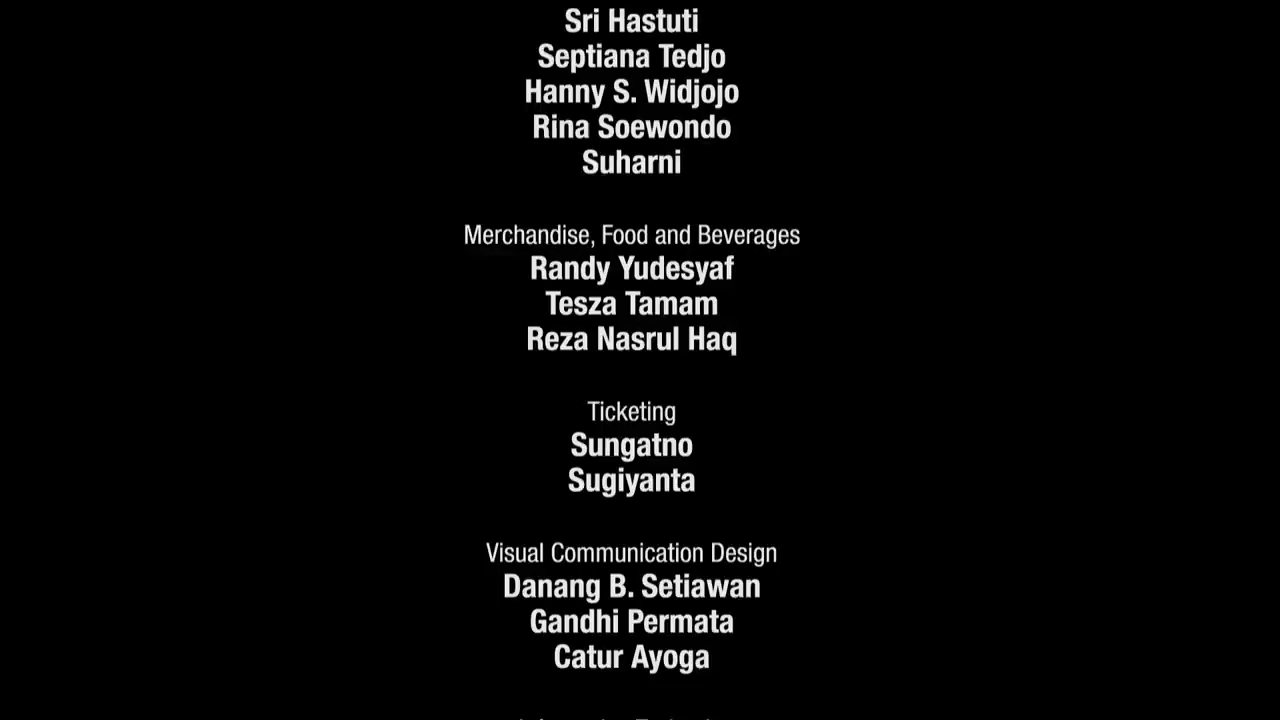 Sri Hastuti
Septiana Tedjo
Hanny S. Widjojo
Rina Soewondo
Suharni
Merchandise, Food and Beverages
Randy Yudesyaf
Tesza Tamam
Reza Nasrul Haq
Ticketing
Sungatno
Sugiyanta
Visual Communication Design
Danang B. Setiawan
Gandhi Permata
Catur Ayoga